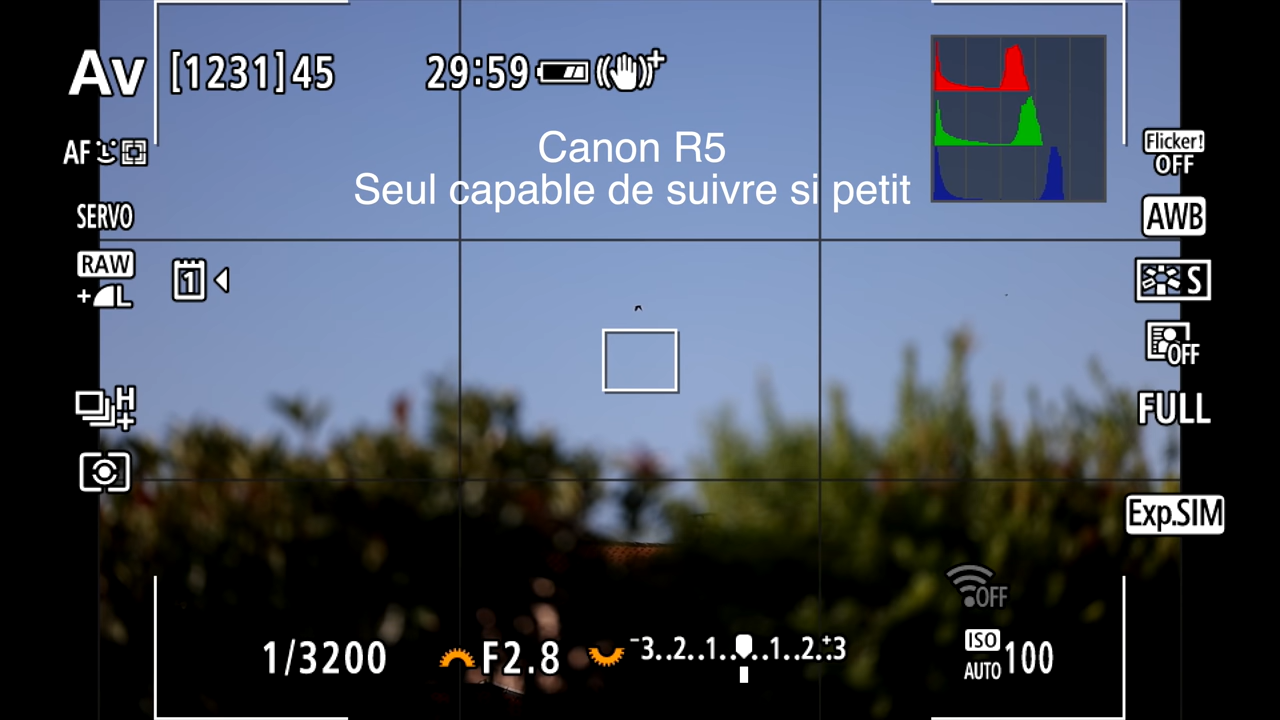 Av [1231]45 29:59
Canon R5
Seul capable de suivre si petit
AF
SERVO
RAW
+L
1
H
+
Flicker!
OFF
AWB
S
OFF
FULL
Exp.SIM
OFF
1/3200 F2.8 -3..2..1..:..1..2..+3 ISO AUTO 100